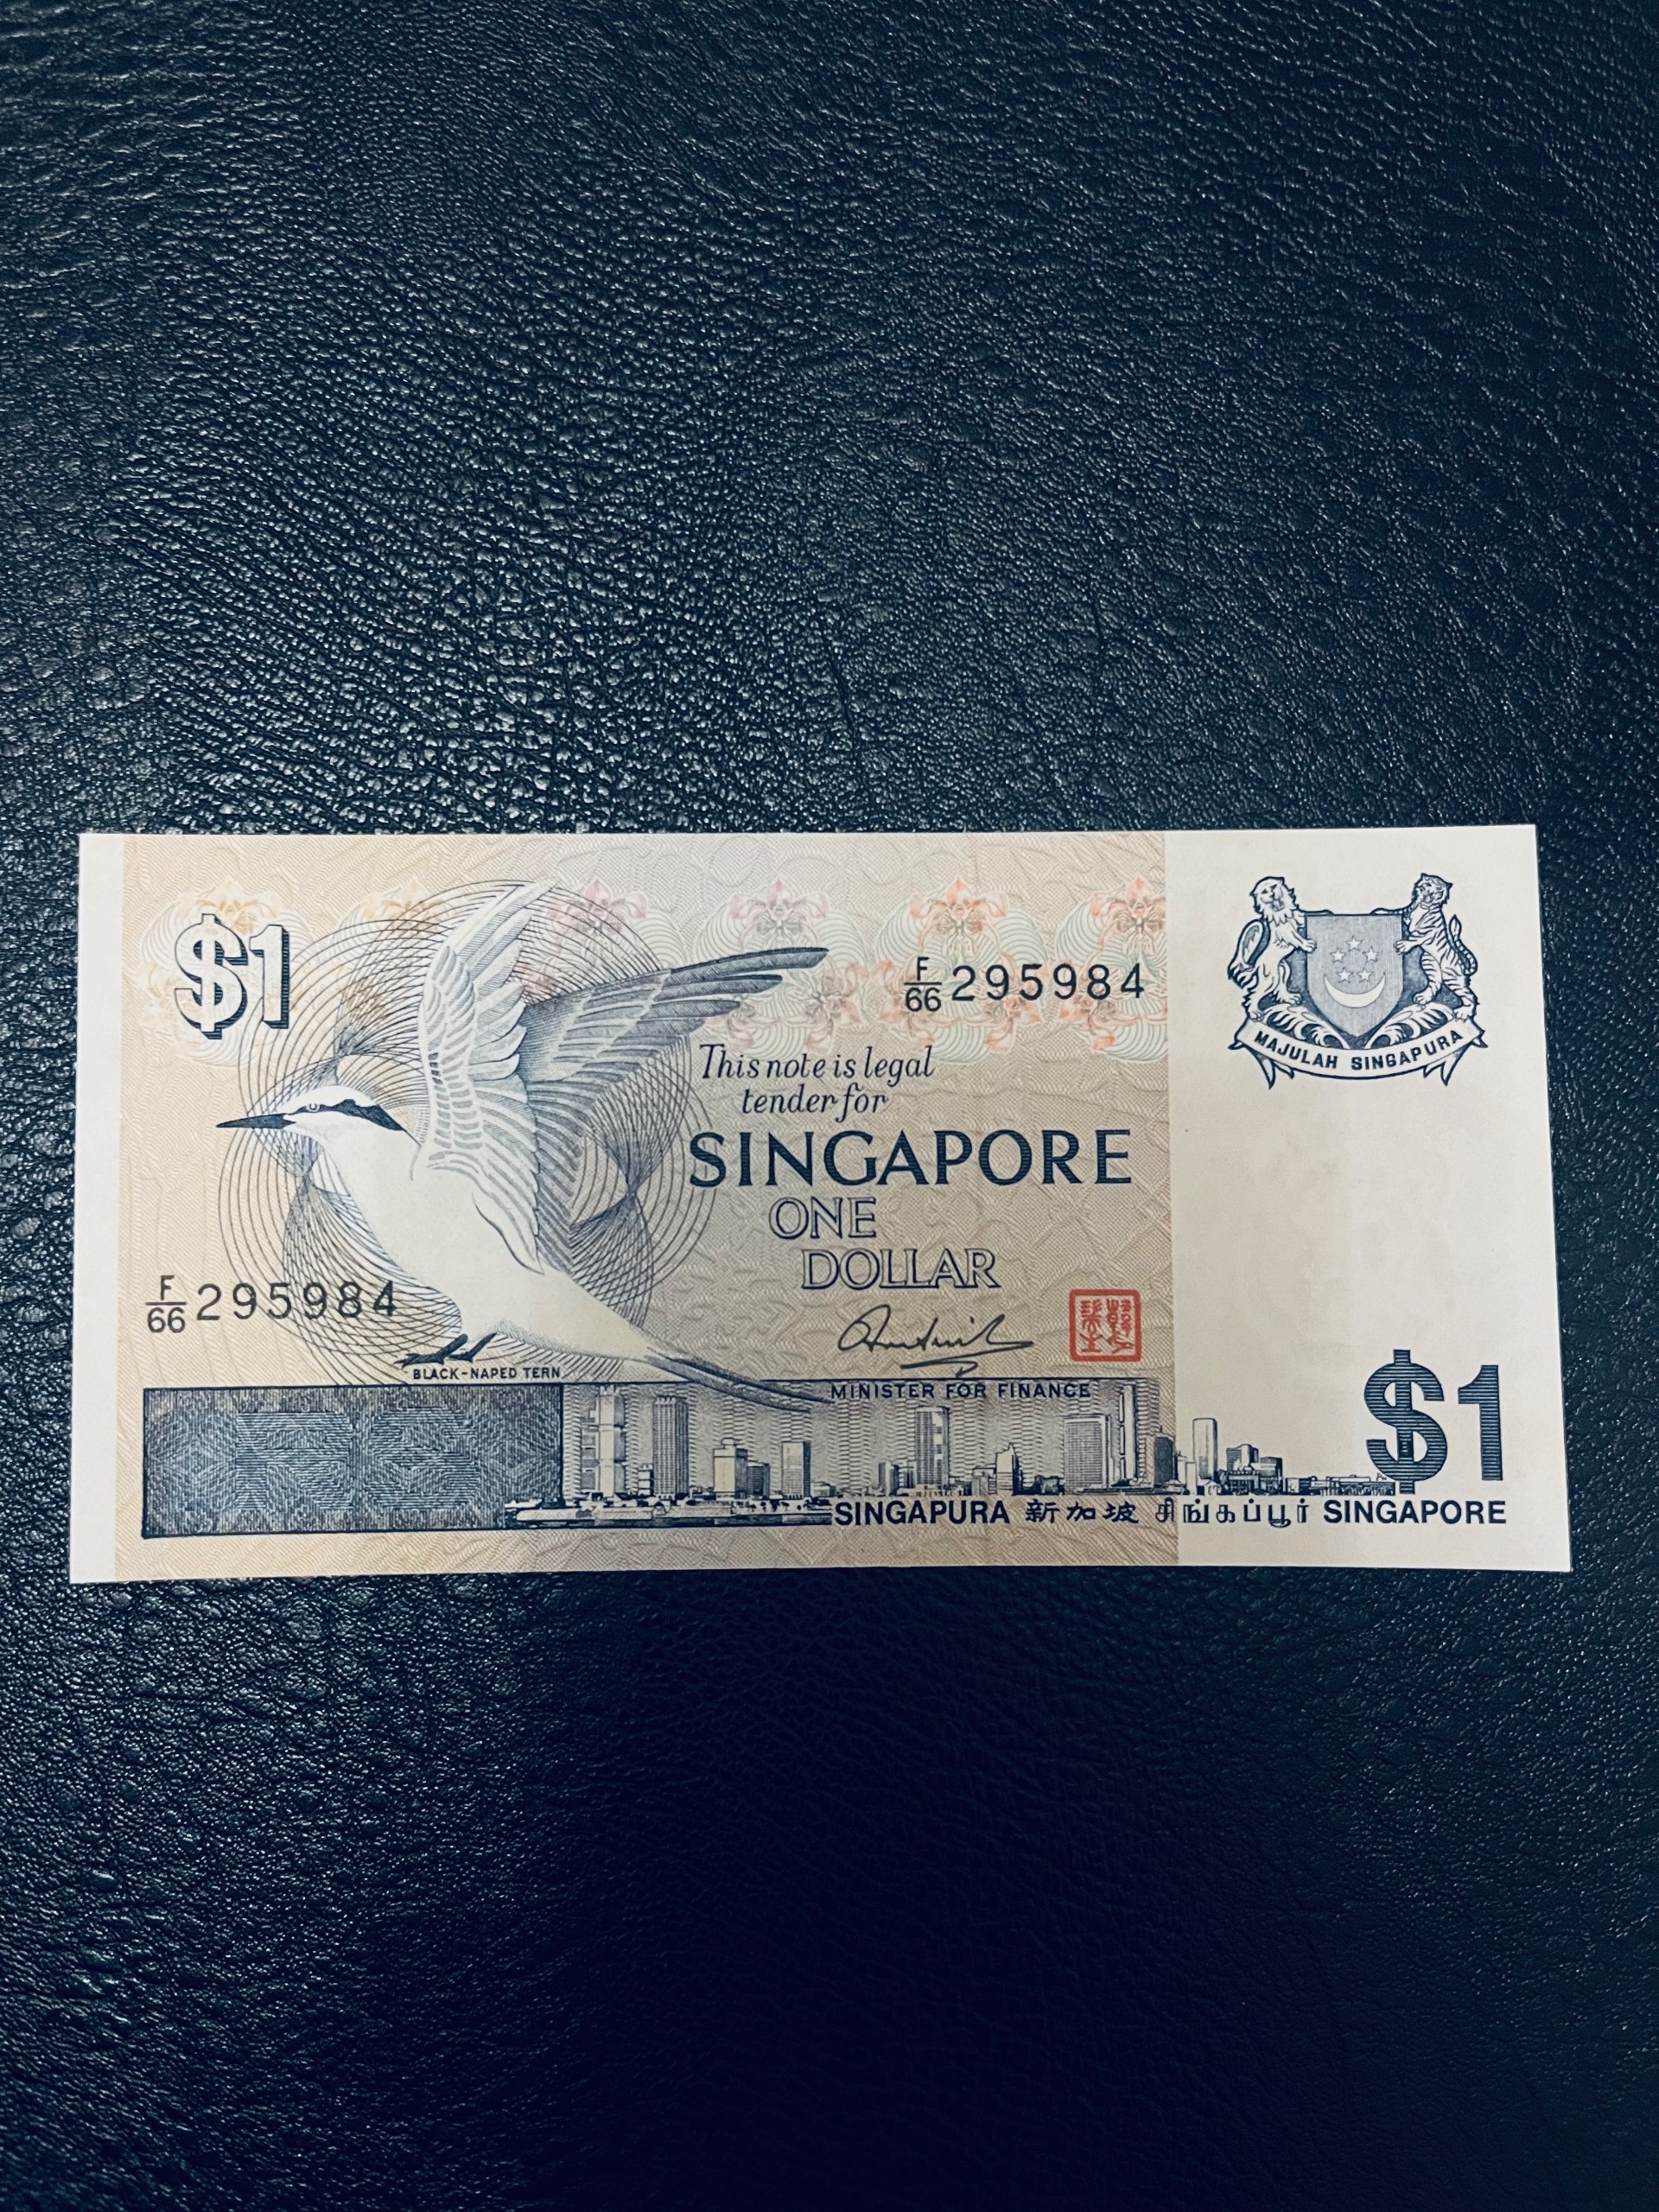 $1
F/66 295984
MAJULAH SINGAPURA
This note is legal
tender for
SINGAPORE
ONE
DOLLAR
F/66 295984
BLACK-NAPED TERN
MINISTER FOR FINANCE
$1
SINGAPURA 新加坡 சிங்கப்பூர் SINGAPORE